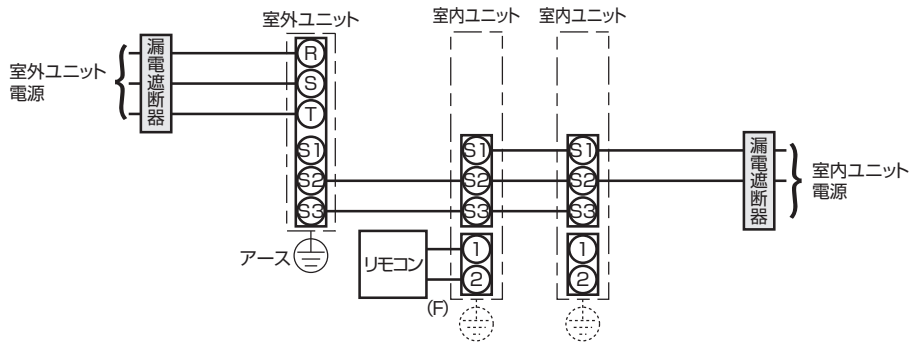 室外ユニット
室内ユニット
室内ユニット
漏電遮断器
R
室外ユニット
電源
S
T
S1
S1
S1
漏電遮断器
室内ユニット
電源
S2
S2
S2
S3
S3
S3
アース
リモコン
1
1
2
2
(F)